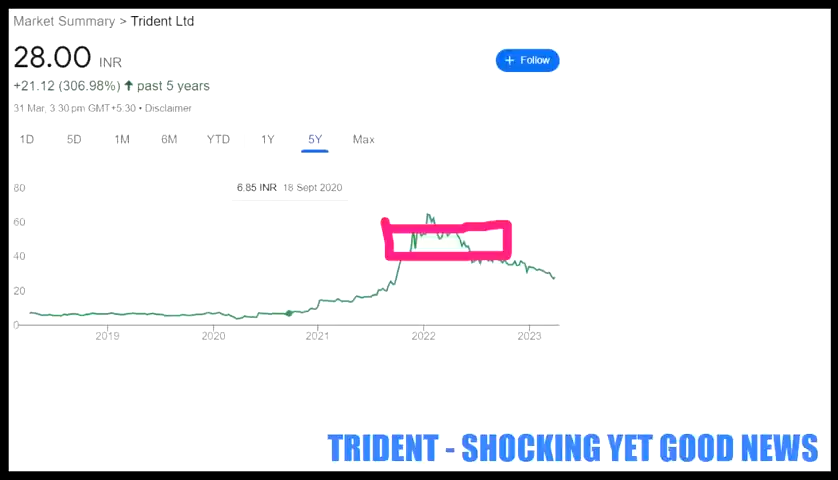 Market Summary > Trident Ltd
28.00 INR
+ Follow
+21.12 (306.98%) ↑ past 5 years
31 Mar, 3:30 pm GMT+5:30 • Disclaimer
1D 5D 1M 6M YTD 1Y 5Y Max
6.85 INR 18 Sept 2020
80
60
40
20
0
2019 2020 2021 2022 2023
TRIDENT - SHOCKING YET GOOD NEWS